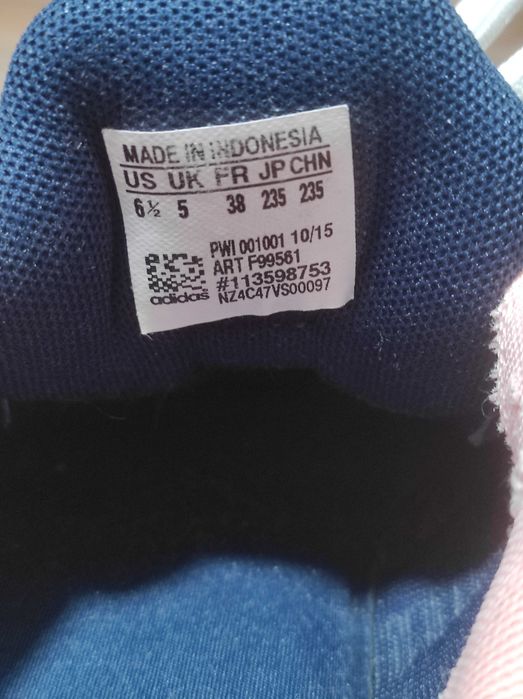 MADE IN INDONESIA
US UK FR JP CHN
6½ 5 38 235 235
PWI 001001 10/15
ART F99561
#113598753
adidas NZ4C47VS00097